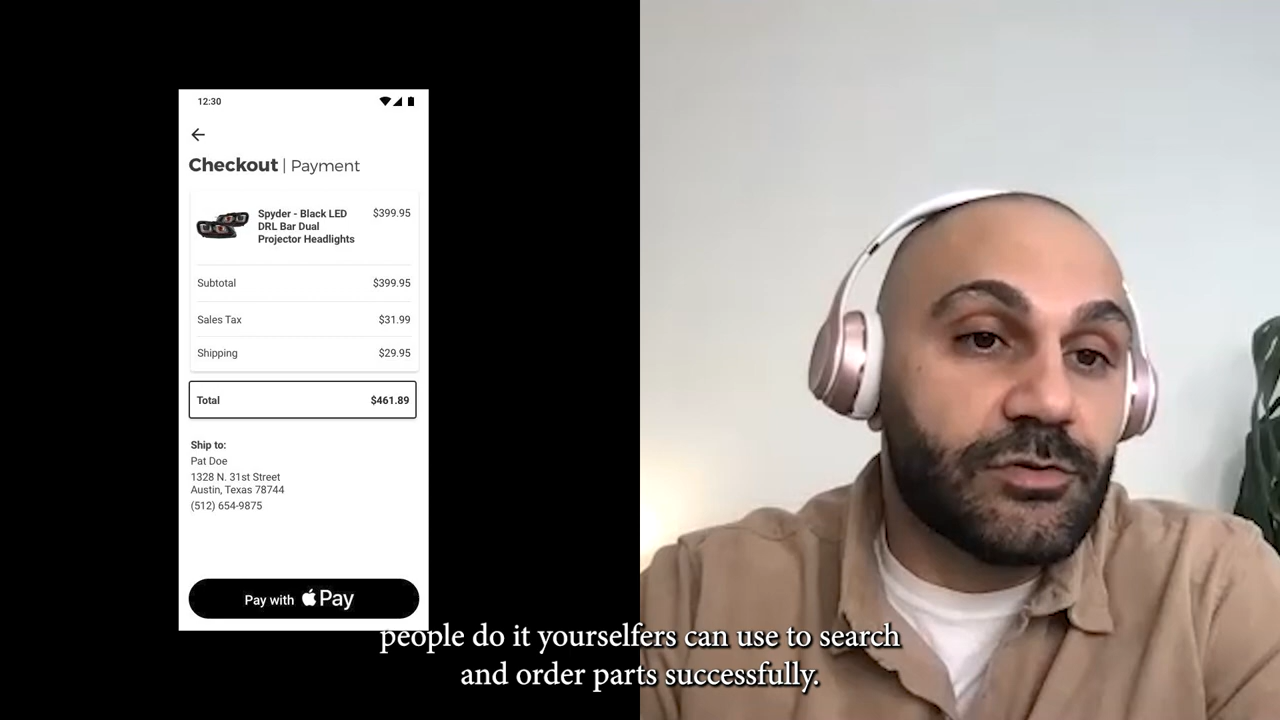 12:30
Checkout | Payment
Spyder - Black LED $399.95
DRL Bar Dual
Projector Headlights
Subtotal $399.95
Sales Tax $31.99
Shipping $29.95
Total $461.89
Ship to:
Pat Doe
1328 N. 31st Street
Austin, Texas 78744
(512) 654-9875
Pay with Pay
people do it yourselfers can use to search
and order parts successfully.